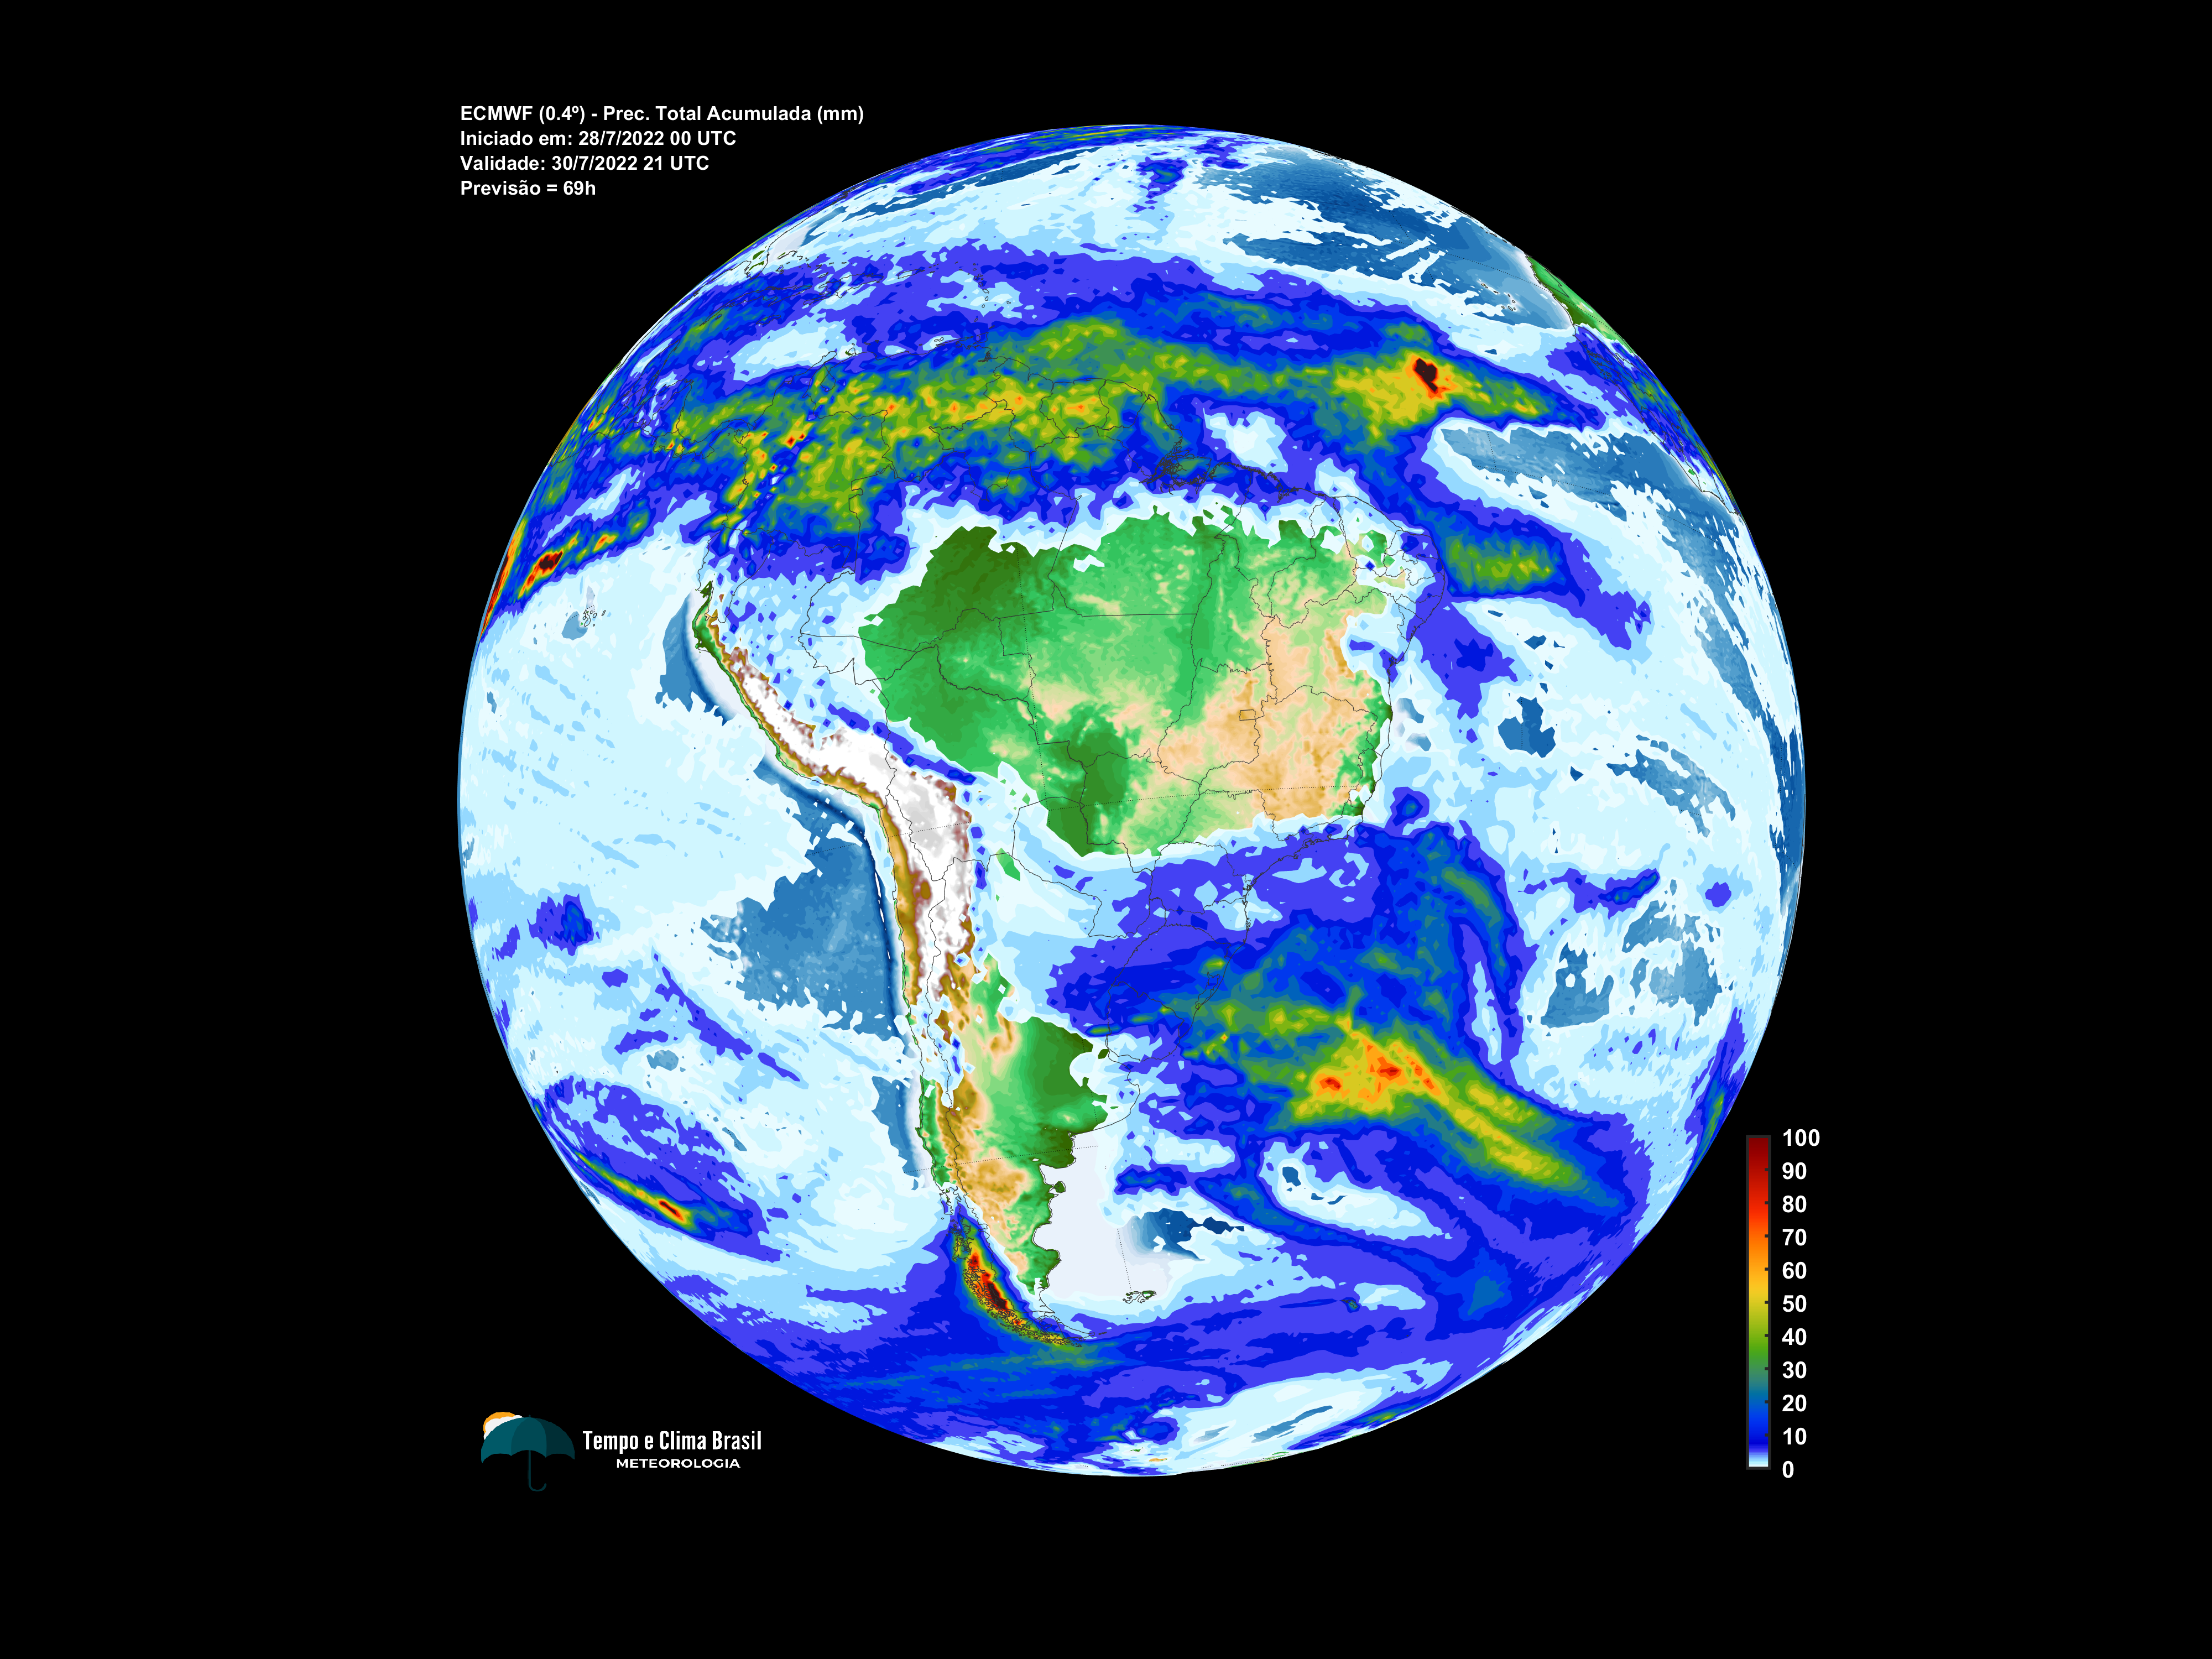 ECMWF (0.4º) - Prec. Total Acumulada (mm)
Iniciado em: 28/7/2022 00 UTC
Validade: 30/7/2022 21 UTC
Previsão = 69h
100
90
80
70
60
50
40
30
20
10
0
Tempo e Clima Brasil
METEOROLOGIA